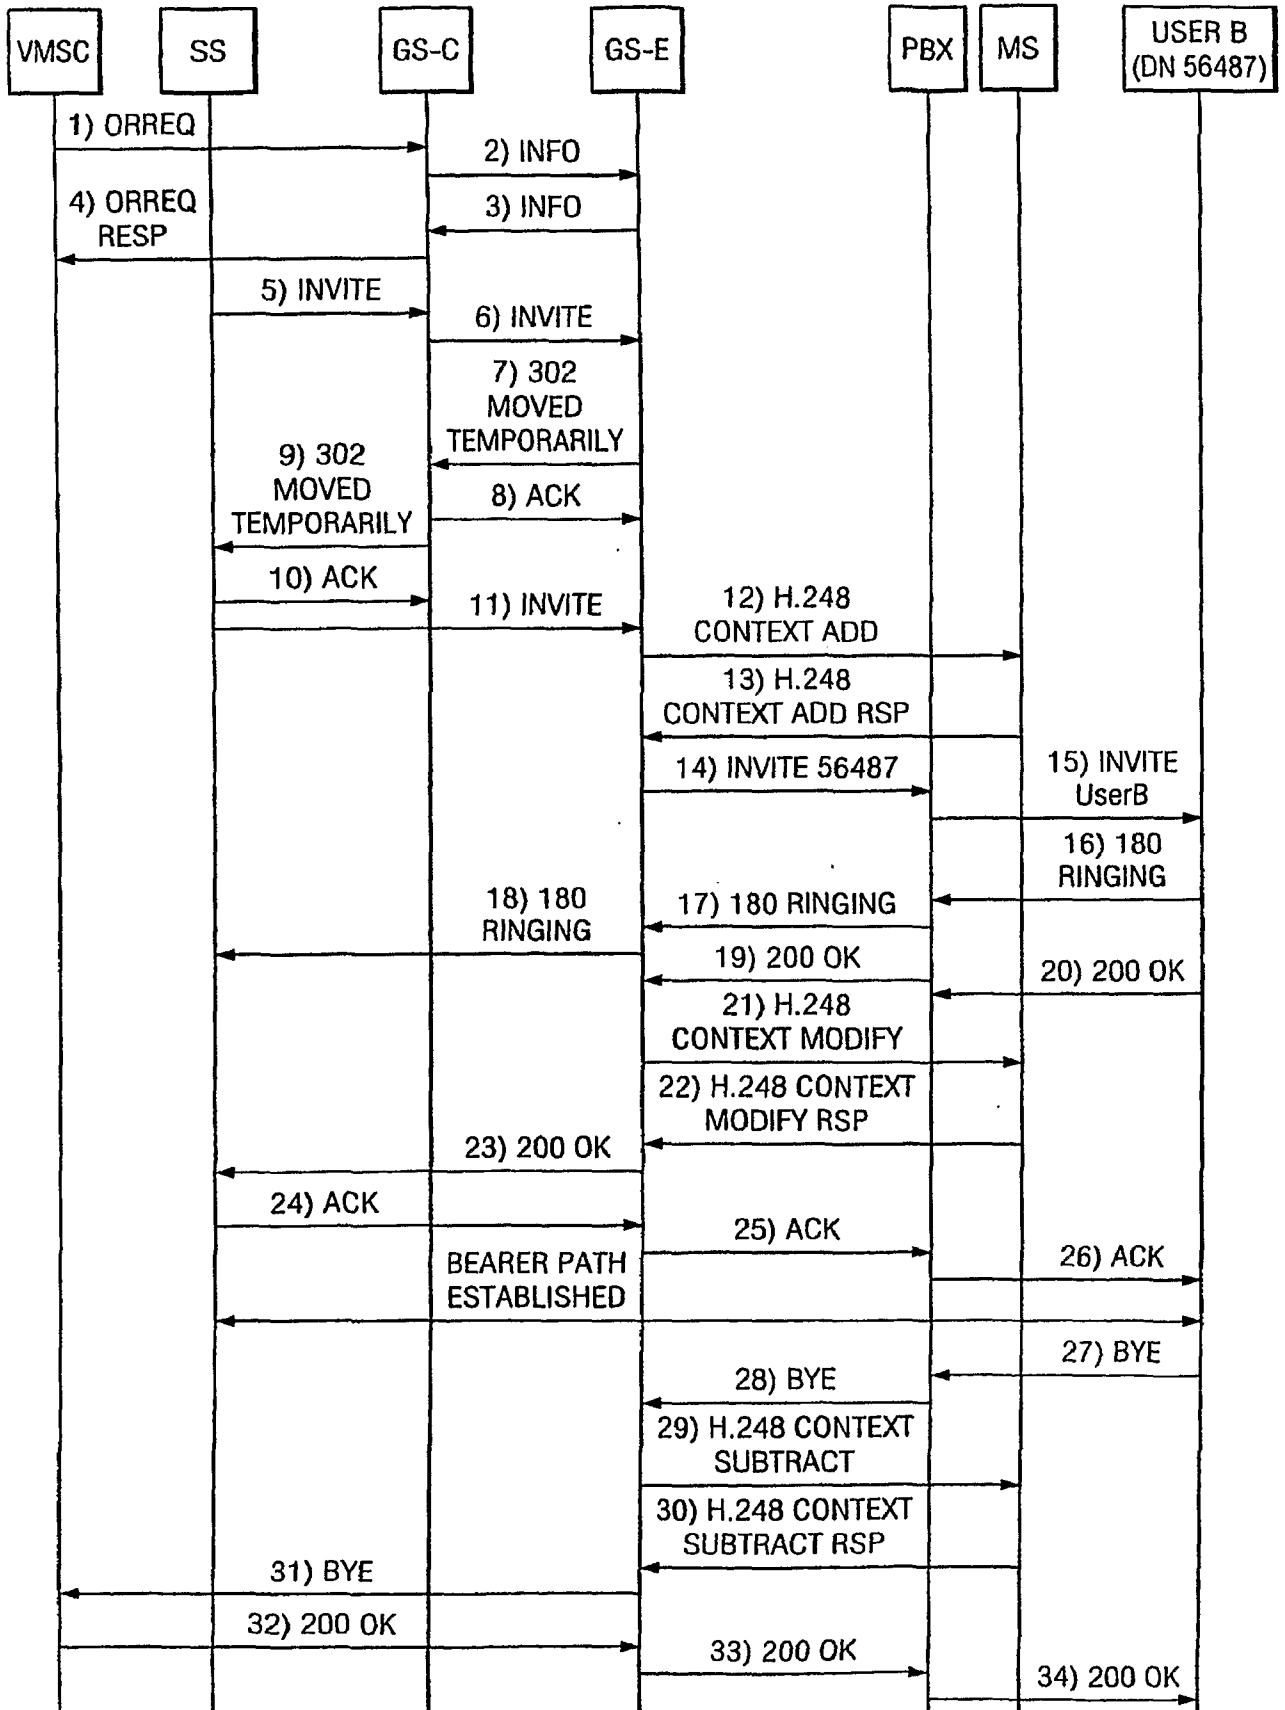 VMSC
SS
GS-C
GS-E
PBX
MS
USER B
(DN 56487)
1) ORREQ
2) INFO
3) INFO
4) ORREQ
RESP
5) INVITE
6) INVITE
7) 302
MOVED
TEMPORARILY
8) ACK
9) 302
MOVED
TEMPORARILY
10) ACK
11) INVITE
12) H.248
CONTEXT ADD
13) H.248
CONTEXT ADD RSP
14) INVITE 56487
15) INVITE
UserB
16) 180
RINGING
17) 180 RINGING
18) 180
RINGING
19) 200 OK
20) 200 OK
21) H.248
CONTEXT MODIFY
22) H.248 CONTEXT
MODIFY RSP
23) 200 OK
24) ACK
25) ACK
26) ACK
BEARER PATH
ESTABLISHED
27) BYE
28) BYE
29) H.248 CONTEXT
SUBTRACT
30) H.248 CONTEXT
SUBTRACT RSP
31) BYE
32) 200 OK
33) 200 OK
34) 200 OK